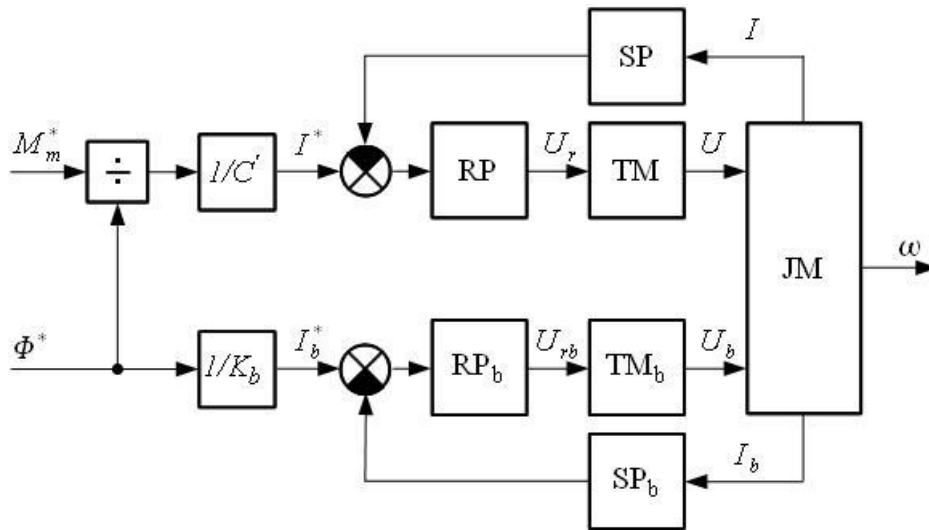 SP
I
M*m
÷
1/C'
I*
RP
Ur
TM
U
JM
ω
Φ*
1/Kb
I*b
RPb
Urb
TMb
Ub
SPb
Ib